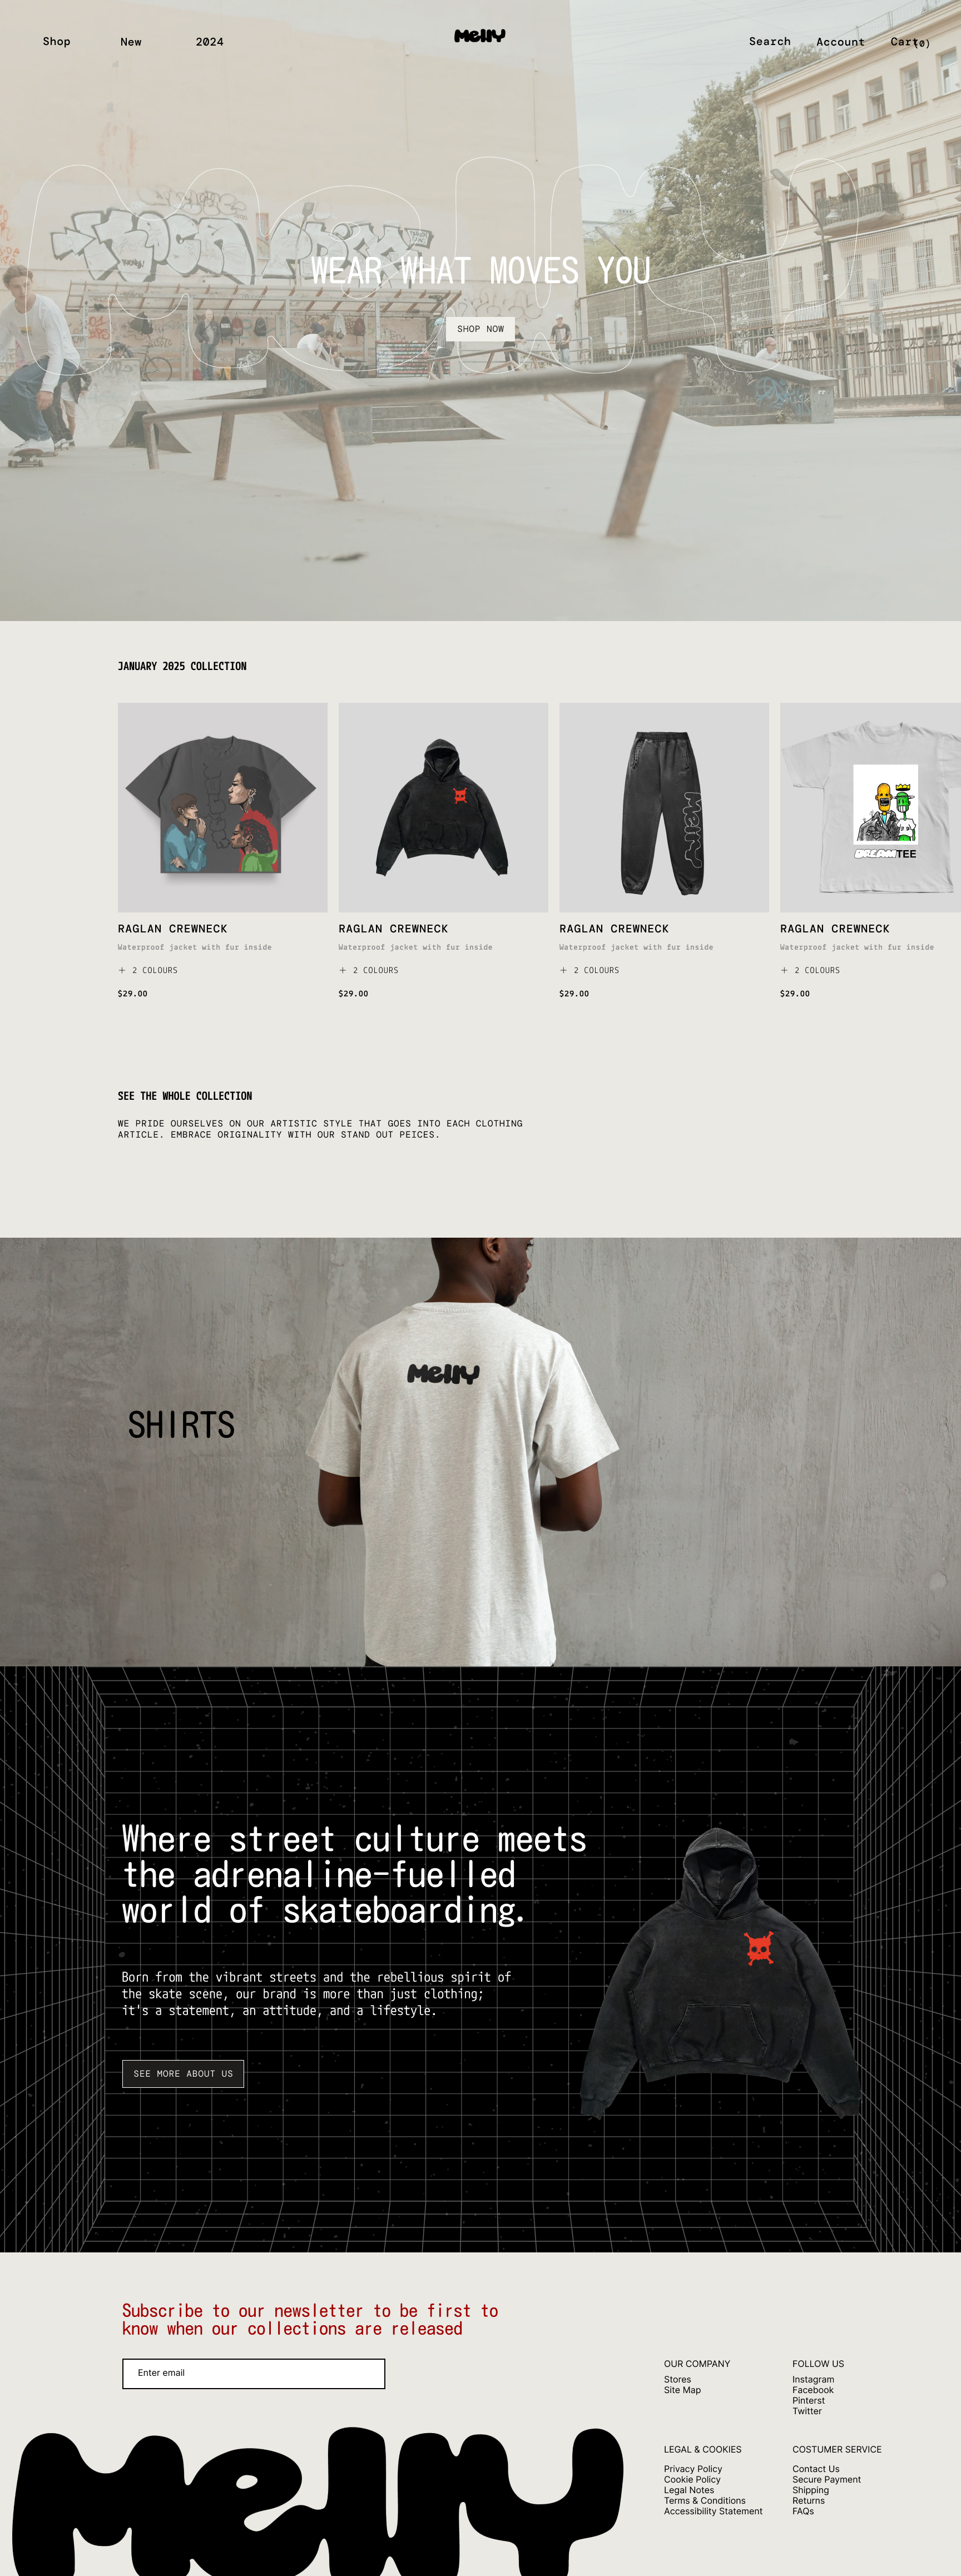 Shop New 2024 Melly Search Account Cart(0)
Melly
WEAR WHAT MOVES YOU
SHOP NOW
JANUARY 2025 COLLECTION
Melly
DREAM TEE
RAGLAN CREWNECK
Waterproof jacket with fur inside
+ 2 COLOURS
$29.00
RAGLAN CREWNECK
Waterproof jacket with fur inside
+ 2 COLOURS
$29.00
RAGLAN CREWNECK
Waterproof jacket with fur inside
+ 2 COLOURS
$29.00
RAGLAN CREWNECK
Waterproof jacket with fur inside
+ 2 COLOURS
$29.00
SEE THE WHOLE COLLECTION
WE PRIDE OURSELVES ON OUR ARTISTIC STYLE THAT GOES INTO EACH CLOTHING
ARTICLE. EMBRACE ORIGINALITY WITH OUR STAND OUT PEICES.
Melly
SHIRTS
Where street culture meets
the adrenaline-fuelled
world of skateboarding.
Born from the vibrant streets and the rebellious spirit of
the skate scene, our brand is more than just clothing;
it's a statement, an attitude, and a lifestyle.
SEE MORE ABOUT US
Subscribe to our newsletter to be first to
know when our collections are released
Enter email
OUR COMPANY
Stores
Site Map
FOLLOW US
Instagram
Facebook
Pinterst
Twitter
LEGAL & COOKIES
Privacy Policy
Cookie Policy
Legal Notes
Terms & Conditions
Accessibility Statement
COSTUMER SERVICE
Contact Us
Secure Payment
Shipping
Returns
FAQs
Melly